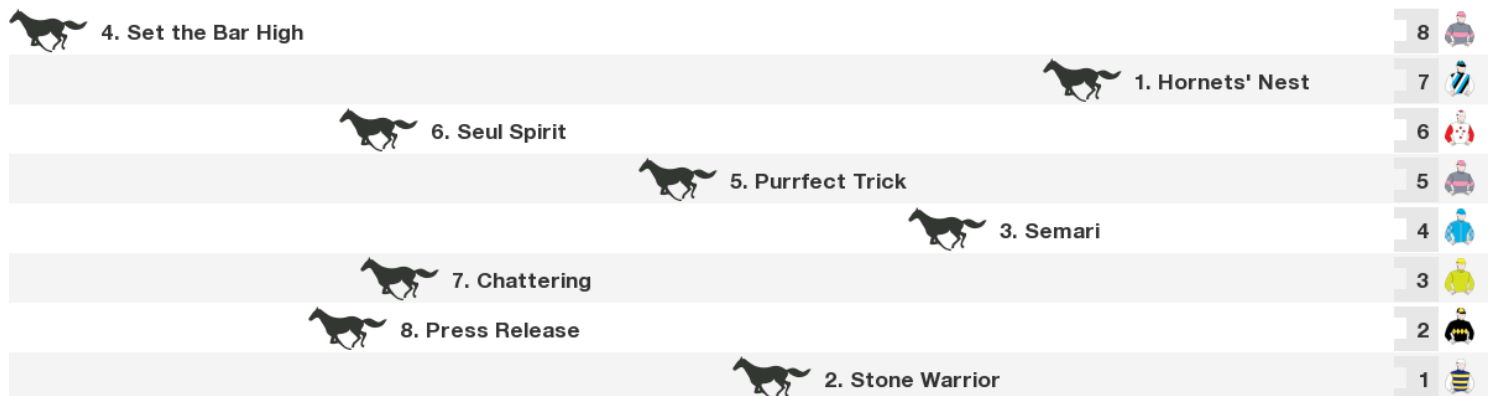 4. Set the Bar High 8
1. Hornets' Nest 7
6. Seul Spirit 6
5. Purrfect Trick 5
3. Semari 4
7. Chattering 3
8. Press Release 2
2. Stone Warrior 1